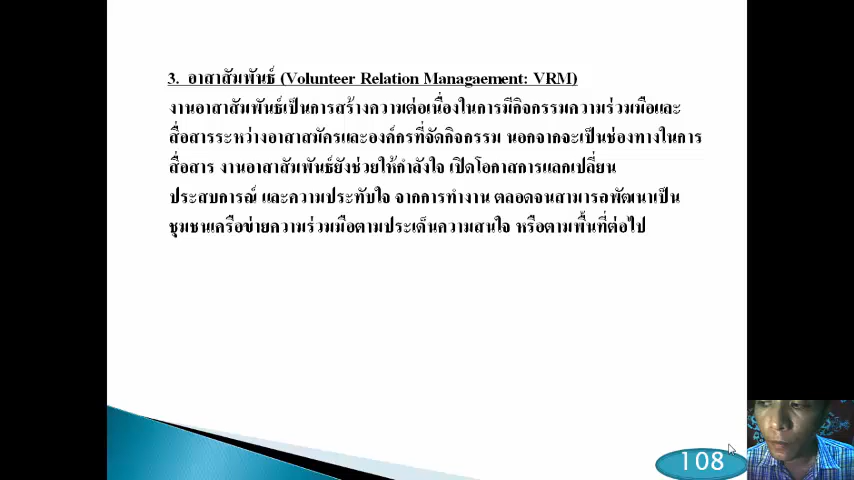 3. อาสาสัมพันธ์ (Volunteer Relation Managaement: VRM)
งานอาสาสัมพันธ์เป็นการสร้างความต่อเนื่องในการมีกิจกรรมความร่วมมือและ
สื่อสารระหว่างอาสาสมัครและองค์กรที่จัดกิจกรรม นอกจากจะเป็นช่องทางในการ
สื่อสาร งานอาสาสัมพันธ์ยังช่วยให้กำลังใจ เปิดโอกาสการแลกเปลี่ยน
ประสบการณ์ และความประทับใจ จากการทำงาน ตลอดจนสามารถพัฒนาเป็น
ชุมชนเครือข่ายความร่วมมือตามประเด็นความสนใจ หรือตามพื้นที่ต่อไป
108